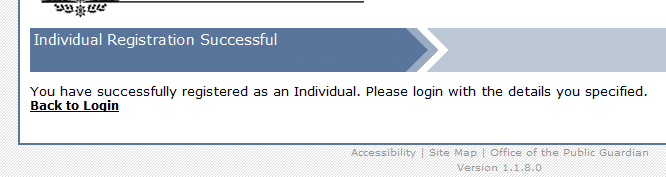 Individual Registration Successful
You have successfully registered as an Individual. Please login with the details you specified.
Back to Login
Accessibility | Site Map | Office of the Public Guardian
Version 1.1.8.0